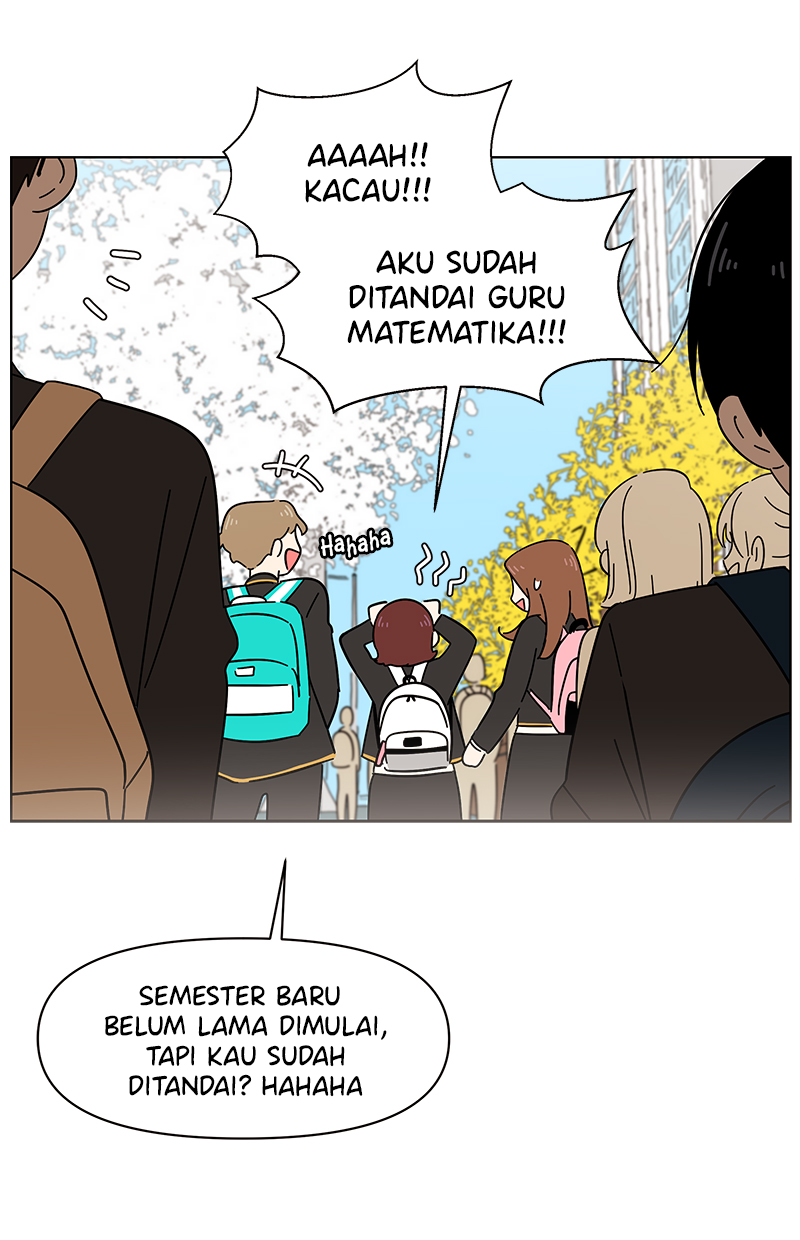 AAAAH!!
KACAU!!!
AKU SUDAH
DITANDAI GURU
MATEMATIKA!!!
Hahaha
SEMESTER BARU
BELUM LAMA DIMULAI,
TAPI KAU SUDAH
DITANDAI? HAHAHA